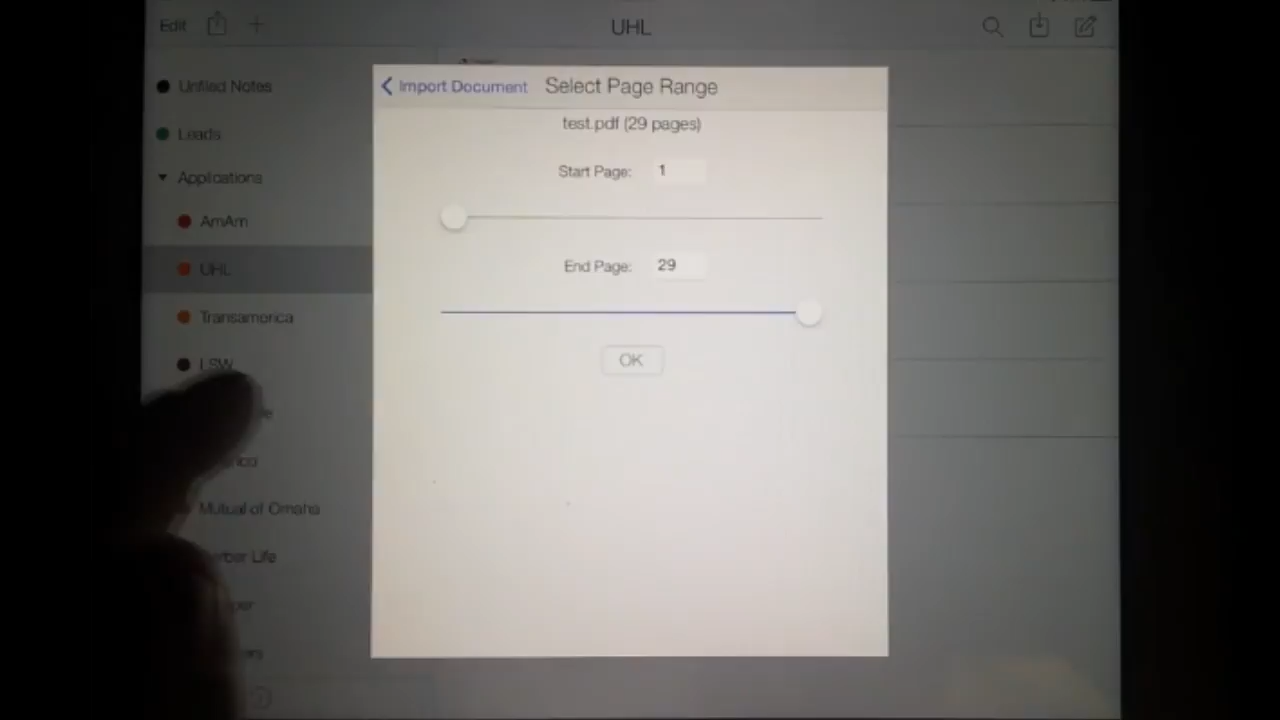 Edit
UHL
Unfiled Notes
Leads
Applications
AmAm
UHL
Transamerica
LSW
Mutual of Omaha
Import Document
Select Page Range
test.pdf (29 pages)
Start Page: 1
End Page: 29
OK